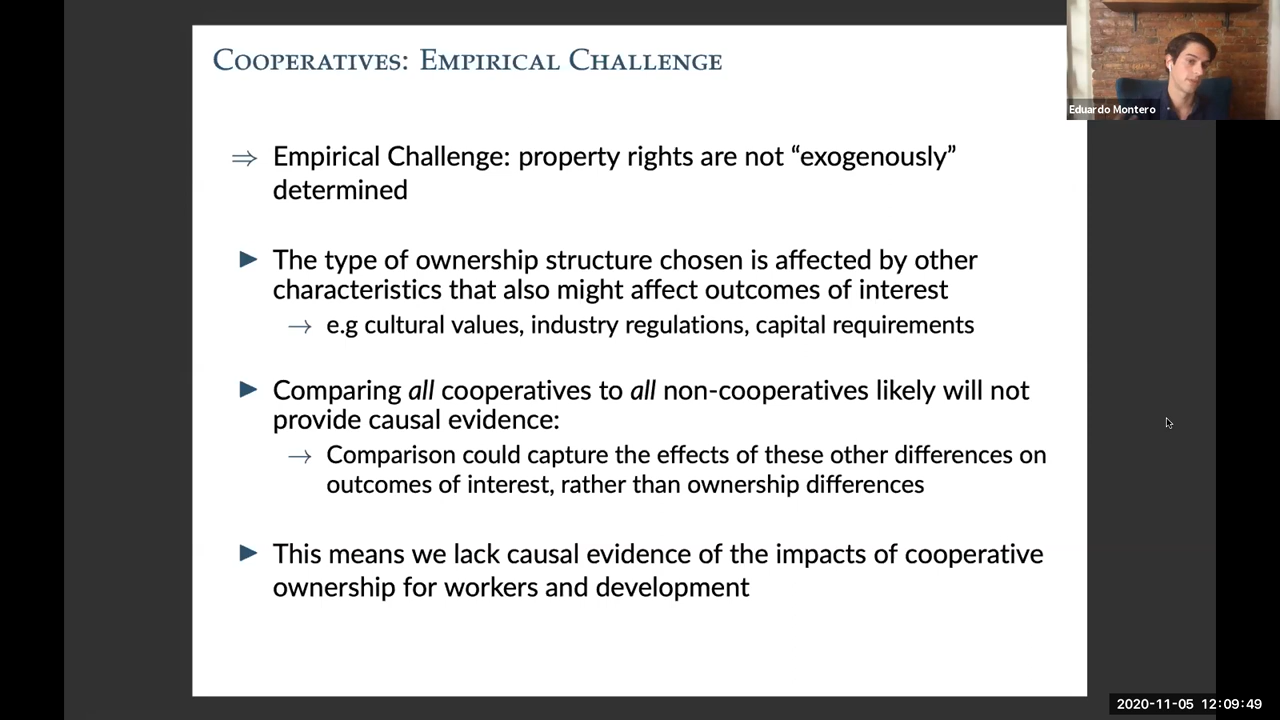 COOPERATIVES: EMPIRICAL CHALLENGE
Eduardo Montero
⇒ Empirical Challenge: property rights are not “exogenously”
determined
▶ The type of ownership structure chosen is affected by other
characteristics that also might affect outcomes of interest
→ e.g cultural values, industry regulations, capital requirements
▶ Comparing all cooperatives to all non-cooperatives likely will not
provide causal evidence:
→ Comparison could capture the effects of these other differences on
outcomes of interest, rather than ownership differences
▶ This means we lack causal evidence of the impacts of cooperative
ownership for workers and development
2020-11-05 12:09:49